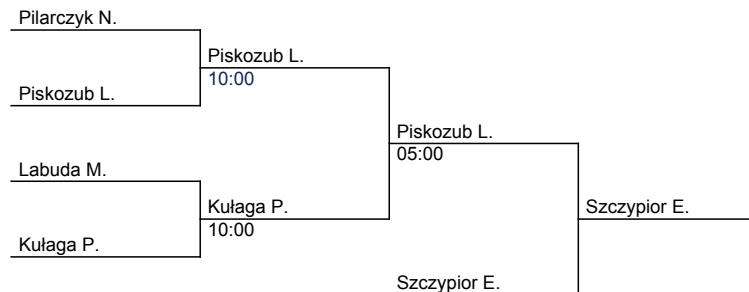 Pilarczyk N.
Piskozub L.
10:00
Piskozub L.
Piskozub L.
05:00
Labuda M.
Kułaga P.
10:00
Szczypior E.
Kułaga P.
Szczypior E.